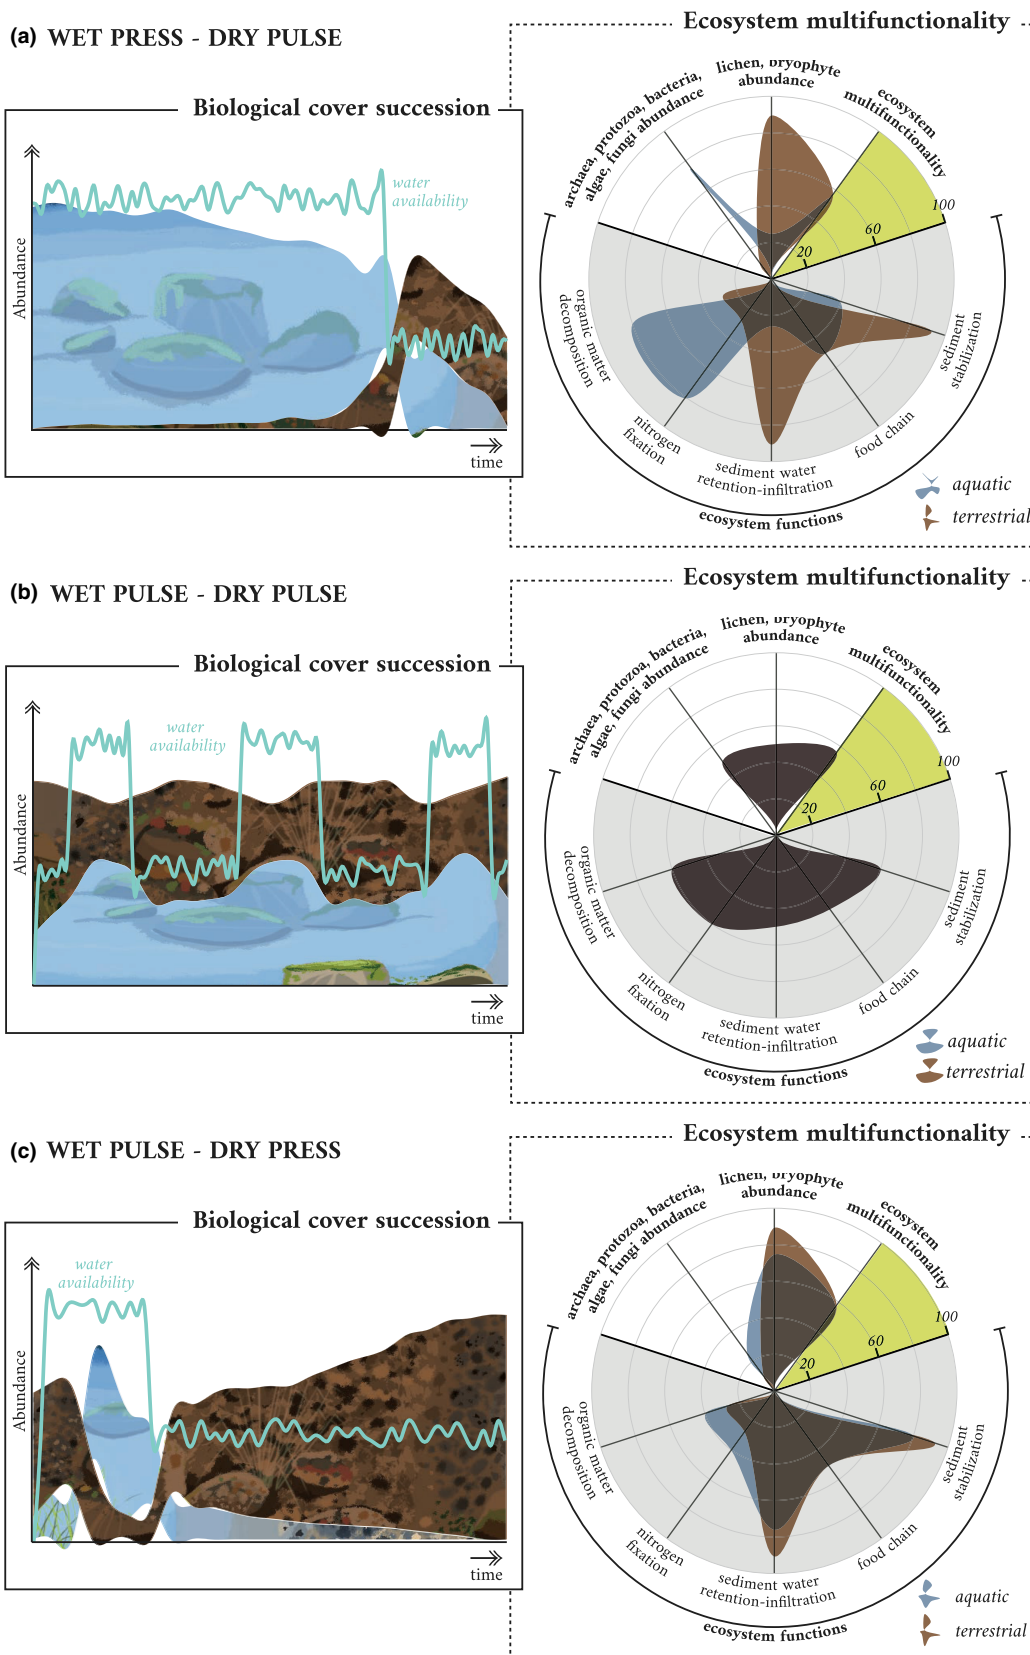 (a) WET PRESS - DRY PULSE
Ecosystem multifunctionality
Biological cover succession
water
availability
Abundance
time
archaea, protozoa, bacteria,
algae, fungi abundance
lichen, bryophyte
abundance
ecosystem
multifunctionality
100
60
20
organic matter
decomposition
nitrogen
fixation
sediment water
retention-infiltration
food chain
sediment
stabilization
ecosystem functions
aquatic
terrestrial
(b) WET PULSE - DRY PULSE
Ecosystem multifunctionality
Biological cover succession
water
availability
Abundance
time
archaea, protozoa, bacteria,
algae, fungi abundance
lichen, bryophyte
abundance
ecosystem
multifunctionality
100
60
20
organic matter
decomposition
nitrogen
fixation
sediment water
retention-infiltration
food chain
sediment
stabilization
ecosystem functions
aquatic
terrestrial
(c) WET PULSE - DRY PRESS
Ecosystem multifunctionality
Biological cover succession
water
availability
Abundance
time
archaea, protozoa, bacteria,
algae, fungi abundance
lichen, bryophyte
abundance
ecosystem
multifunctionality
100
60
20
organic matter
decomposition
nitrogen
fixation
sediment water
retention-infiltration
food chain
sediment
stabilization
ecosystem functions
aquatic
terrestrial